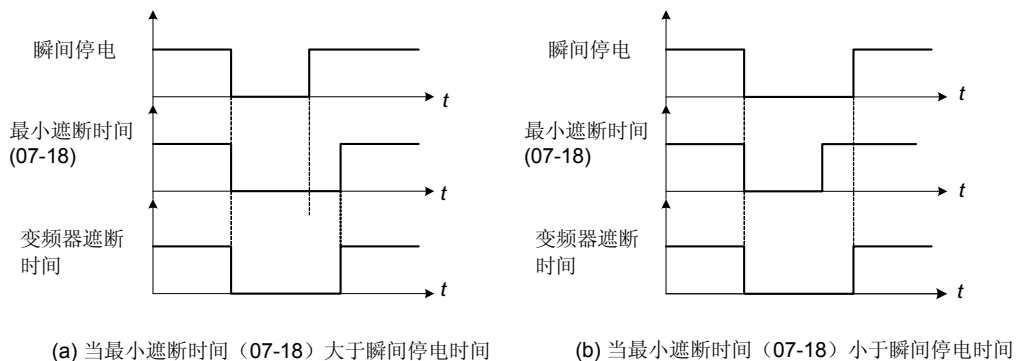 瞬间停电
t
最小遮断时间
(07-18)
t
变频器遮断
时间
t
(a) 当最小遮断时间（07-18）大于瞬间停电时间
瞬间停电
t
最小遮断时间
(07-18)
t
变频器遮断
时间
t
(b) 当最小遮断时间（07-18）小于瞬间停电时间